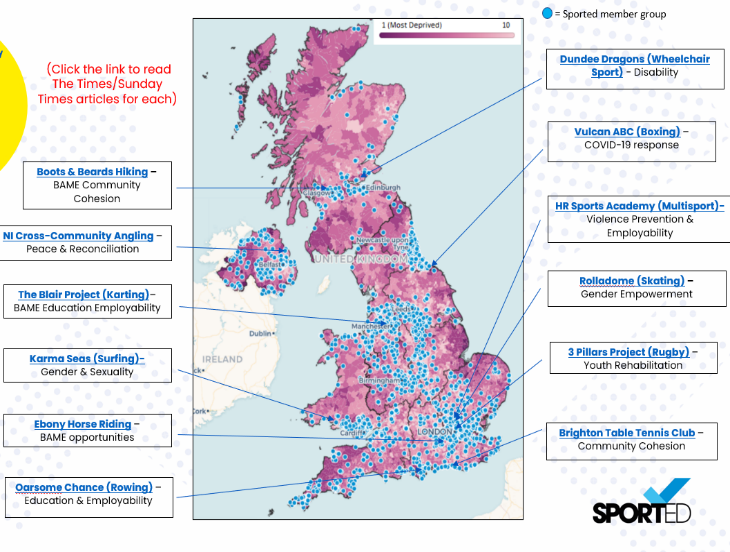 = Sported member group
1 (Most Deprived) 10
(Click the link to read
The Times/Sunday
Times articles for each)
Dundee Dragons (Wheelchair
Sport) - Disability
Vulcan ABC (Boxing) –
COVID-19 response
Boots & Beards Hiking –
BAME Community
Cohesion
HR Sports Academy (Multisport)-
Violence Prevention &
Employability
NI Cross-Community Angling –
Peace & Reconciliation
Rolladome (Skating) –
Gender Empowerment
The Blair Project (Karting)–
BAME Education Employability
3 Pillars Project (Rugby) –
Youth Rehabilitation
Karma Seas (Surfing)-
Gender & Sexuality
Ebony Horse Riding –
BAME opportunities
Brighton Table Tennis Club –
Community Cohesion
Oarsome Chance (Rowing) –
Education & Employability
Glasgow
Edinburgh
Newcastle upon
Tyne
Belfast
UNITED KINGDOM
Leeds
Manchester
Dublin
IRELAND
Birmingham
Cardiff
LONDON
SPORTED